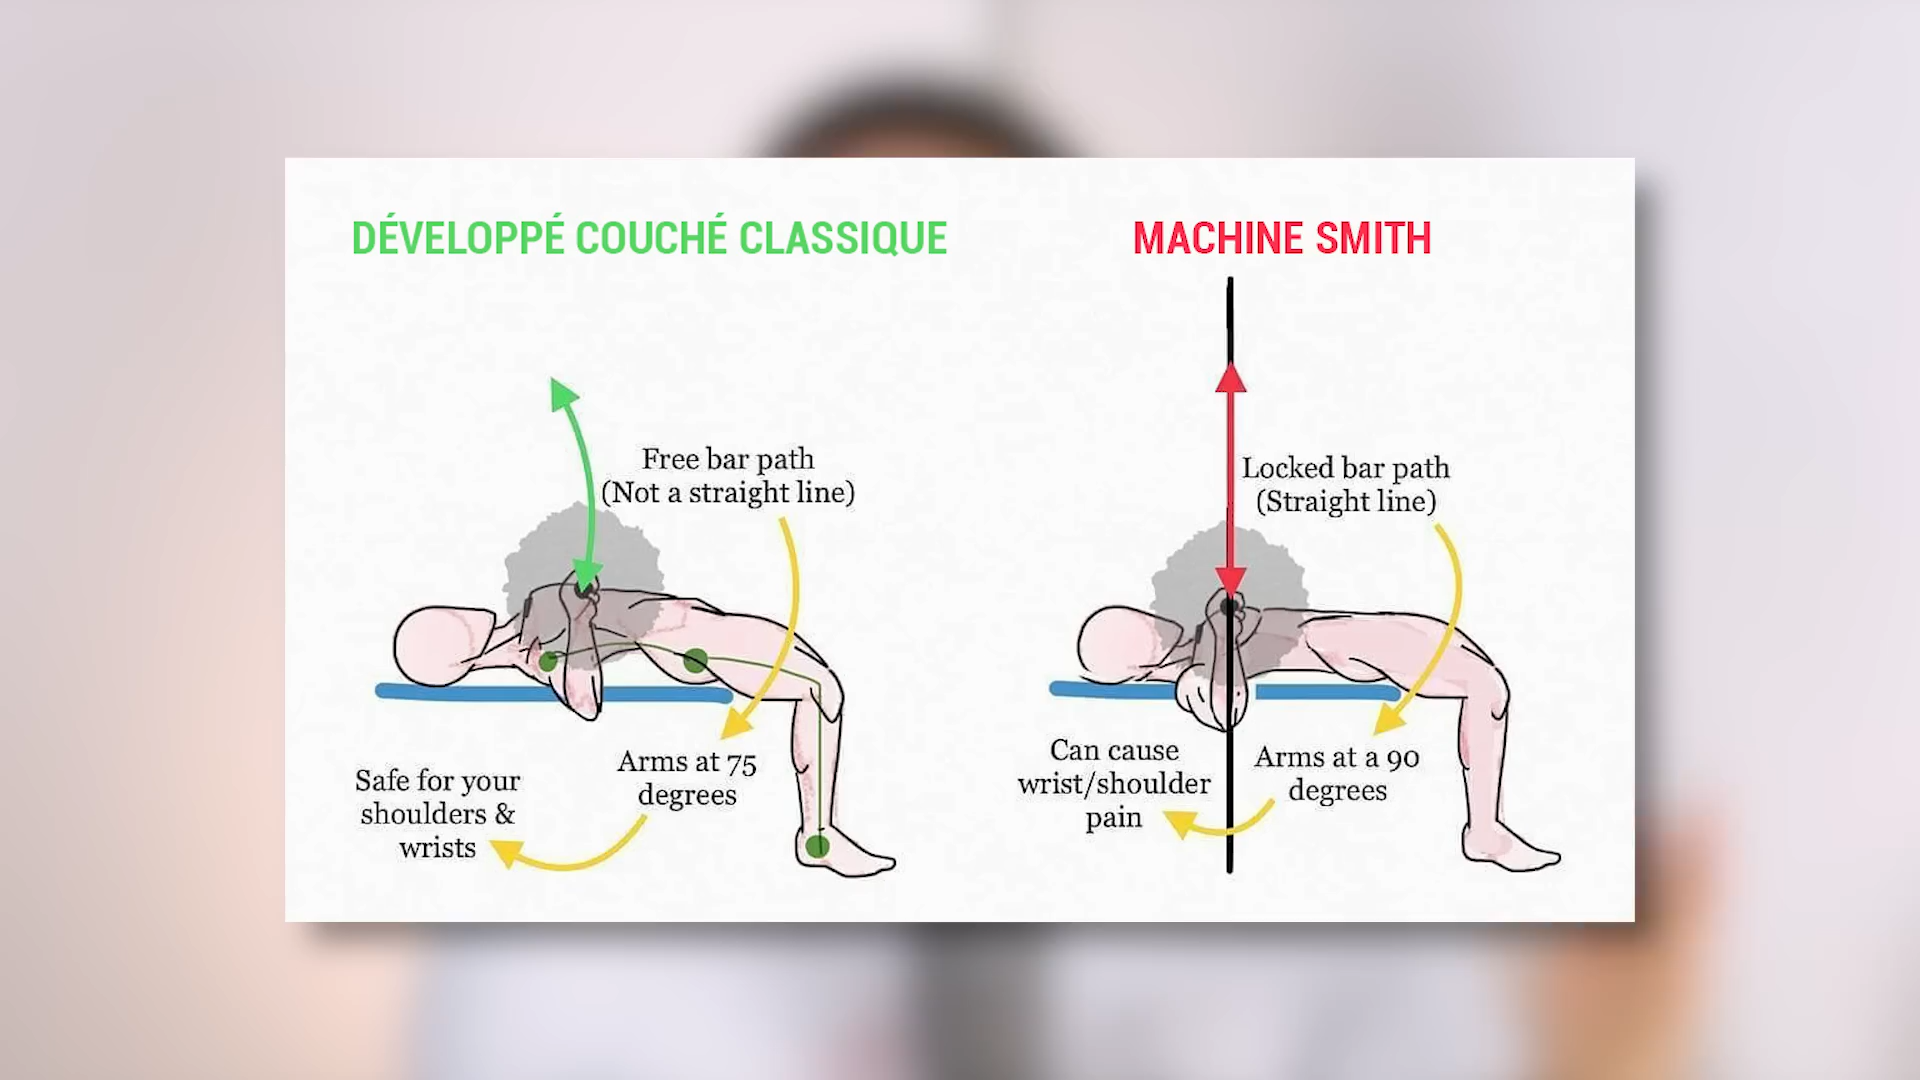 DÉVELOPPÉ COUCHÉ CLASSIQUE
Free bar path
(Not a straight line)
Arms at 75
degrees
Safe for your
shoulders &
wrists
MACHINE SMITH
Locked bar path
(Straight line)
Arms at a 90
degrees
Can cause
wrist/shoulder
pain